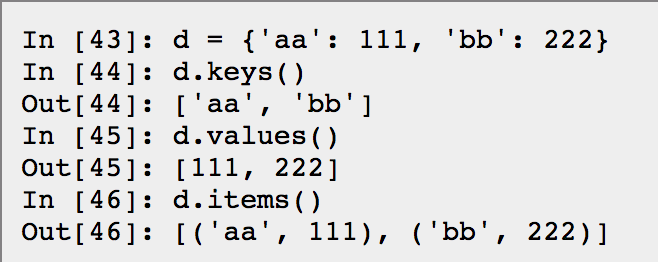 In [43]: d = {'aa': 111, 'bb': 222}
In [44]: d.keys()
Out[44]: ['aa', 'bb']
In [45]: d.values()
Out[45]: [111, 222]
In [46]: d.items()
Out[46]: [('aa', 111), ('bb', 222)]